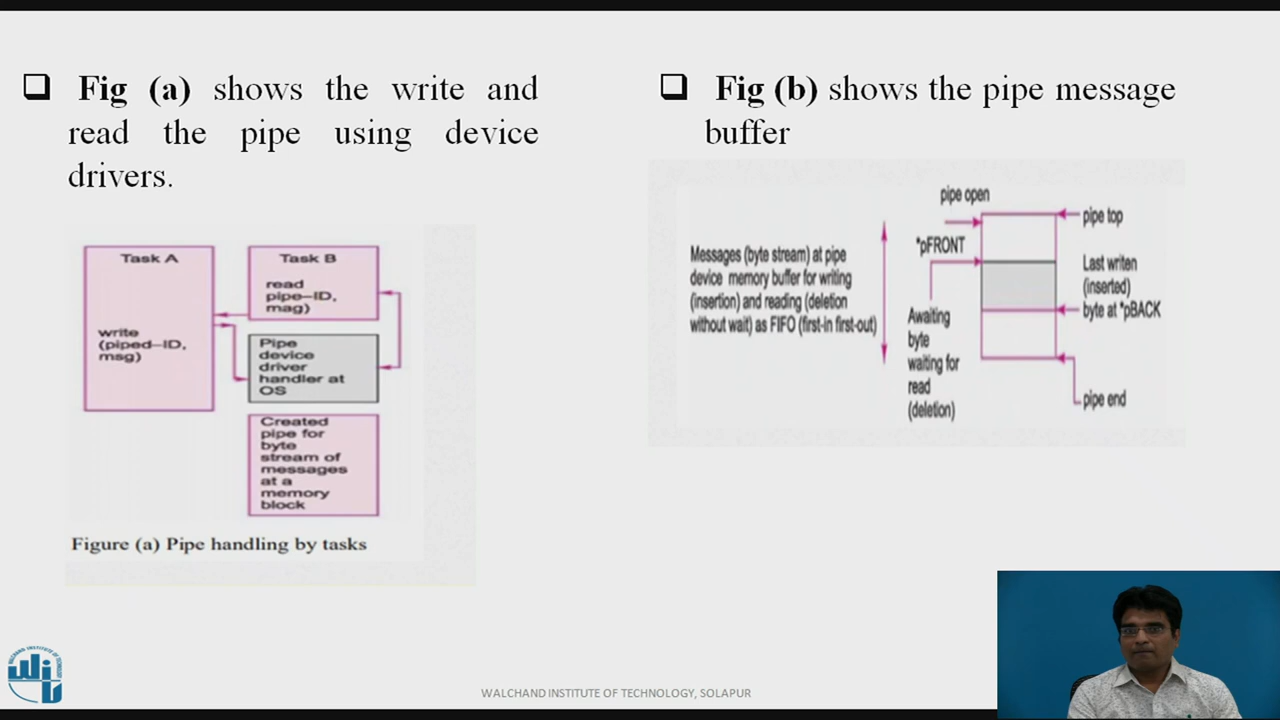 ❑ Fig (a) shows the write and
read the pipe using device
drivers.
Task A
write
(piped–ID,
msg)
Task B
read
pipe–ID,
mag)
Pipe
device
driver
handler at
OS
Created
pipe for
byte
stream of
messages
at a
memory
block
Figure (a) Pipe handling by tasks
❑ Fig (b) shows the pipe message
buffer
Messages (byte stream) at pipe
device memory buffer for writing
(insertion) and reading (deletion
without wait) as FIFO (first-in first-out)
pipe open
*pFRONT
Awaiting
byte
waiting for
read
(deletion)
pipe top
Last writen
(inserted)
byte at *pBACK
pipe end
WALCHAND INSTITUTE OF TECHNOLOGY, SOLAPUR